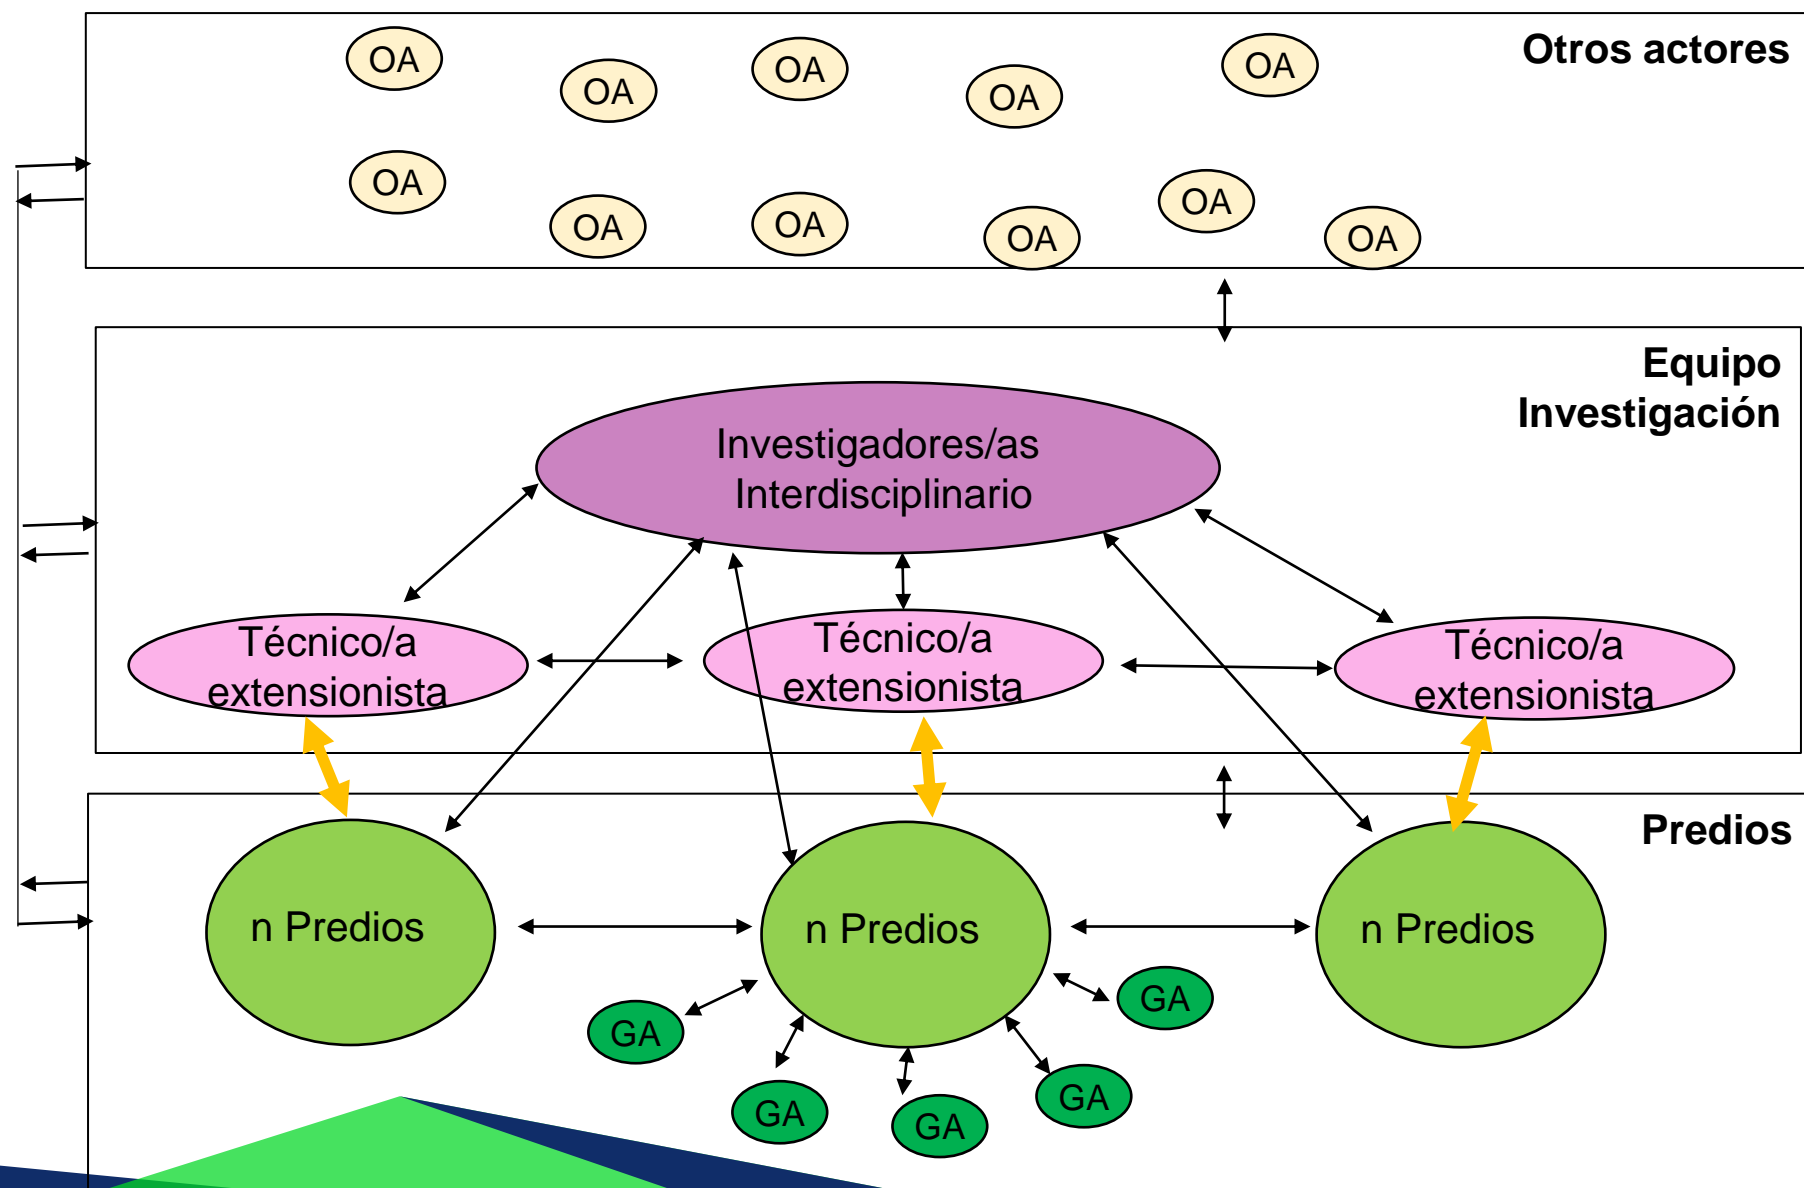 Otros actores
OA
OA
OA
OA
OA
OA
OA
OA
OA
OA
OA
Equipo
Investigación
Investigadores/as
Interdisciplinario
Técnico/a
extensionista
Técnico/a
extensionista
Técnico/a
extensionista
Predios
n Predios
n Predios
n Predios
GA
GA
GA
GA
GA